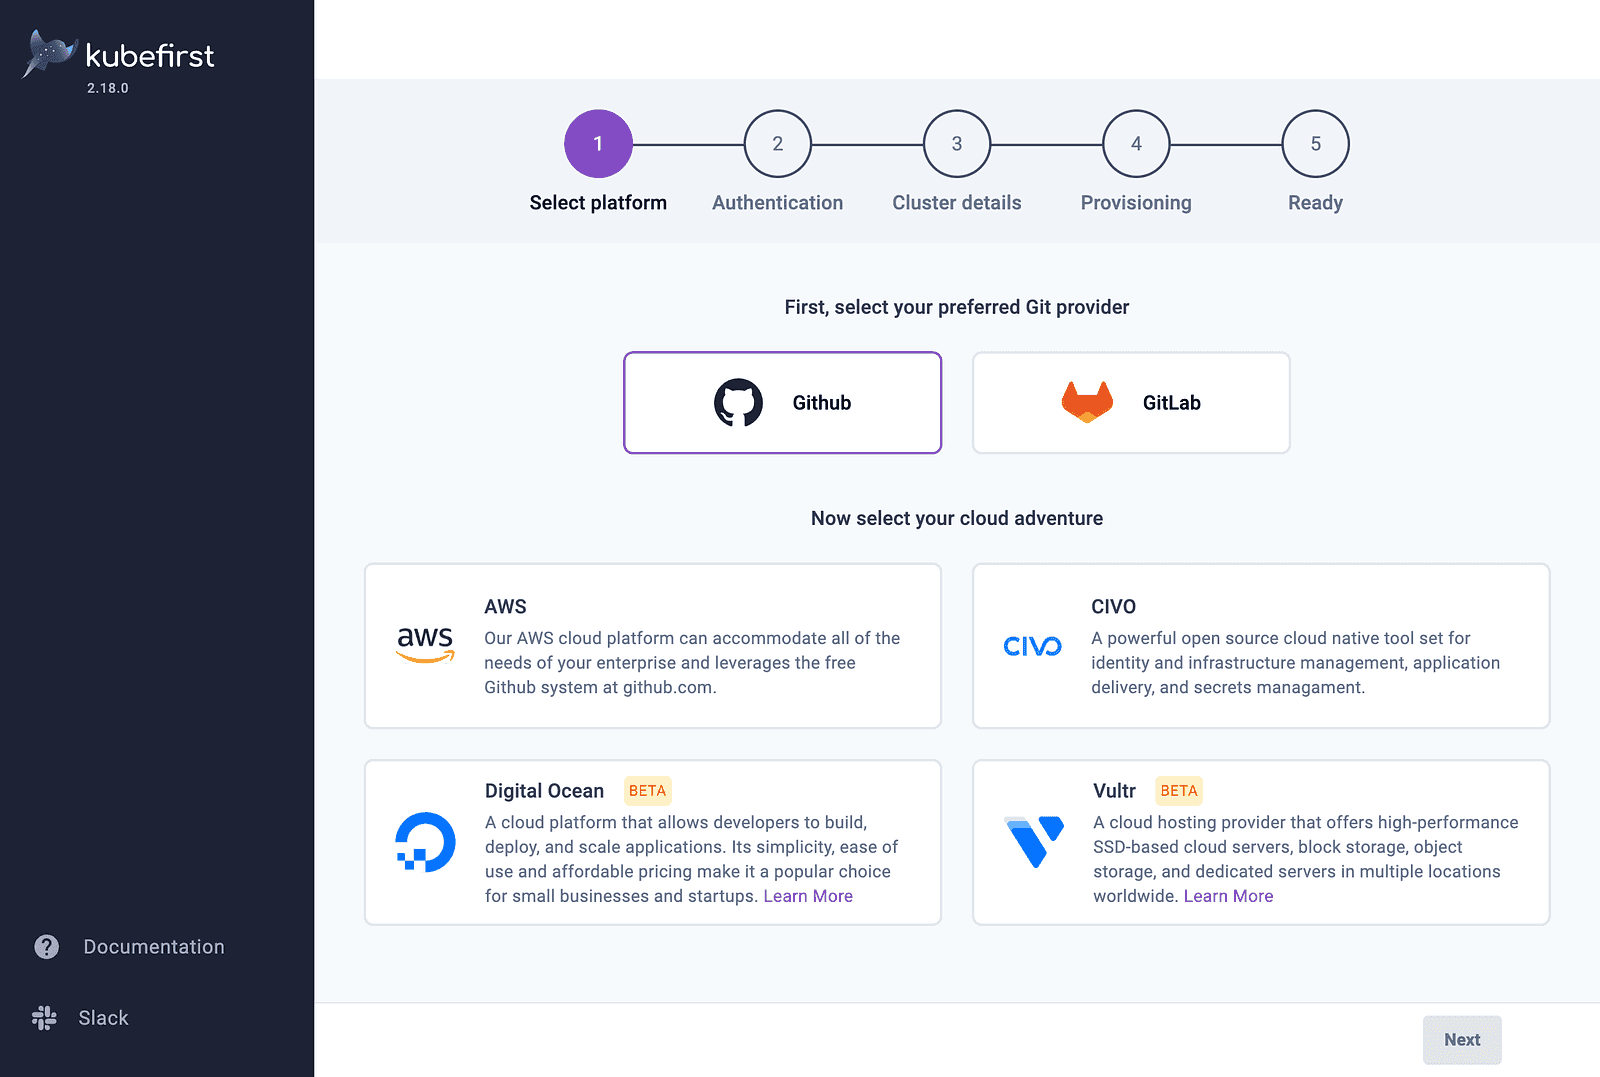 kubefirst
2.18.0
1
2
3
4
5
Select platform
Authentication
Cluster details
Provisioning
Ready
First, select your preferred Git provider
Github
GitLab
Now select your cloud adventure
aws
AWS
Our AWS cloud platform can accommodate all of the
needs of your enterprise and leverages the free
Github system at github.com.
CIVO
CIVO
A powerful open source cloud native tool set for
identity and infrastructure management, application
delivery, and secrets managament.
Digital Ocean BETA
A cloud platform that allows developers to build,
deploy, and scale applications. Its simplicity, ease of
use and affordable pricing make it a popular choice
for small businesses and startups. Learn More
Vultr BETA
A cloud hosting provider that offers high-performance
SSD-based cloud servers, block storage, object
storage, and dedicated servers in multiple locations
worldwide. Learn More
? Documentation
Slack
Next